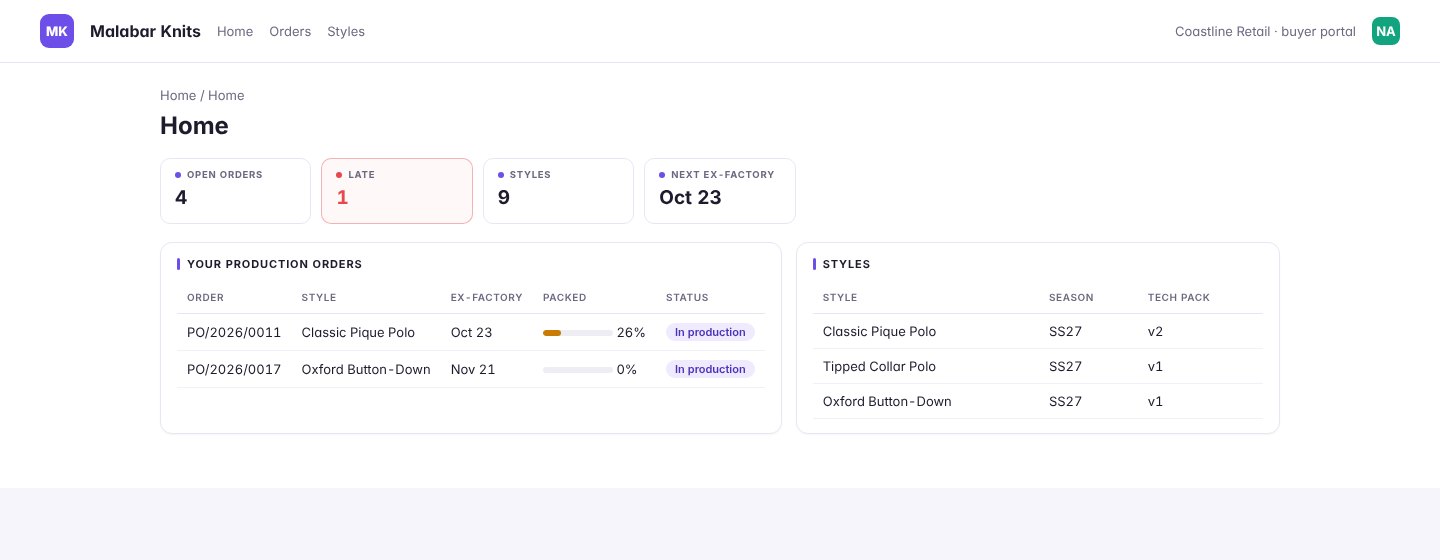 MK Malabar Knits Home Orders Styles Coastline Retail · buyer portal NA
Home / Home
Home
OPEN ORDERS LATE STYLES NEXT EX-FACTORY
4 1 9 Oct 23
YOUR PRODUCTION ORDERS
ORDER STYLE EX-FACTORY PACKED STATUS
PO/2026/0011 Classic Pique Polo Oct 23 26% In production
PO/2026/0017 Oxford Button-Down Nov 21 0% In production
STYLES
STYLE SEASON TECH PACK
Classic Pique Polo SS27 v2
Tipped Collar Polo SS27 v1
Oxford Button-Down SS27 v1